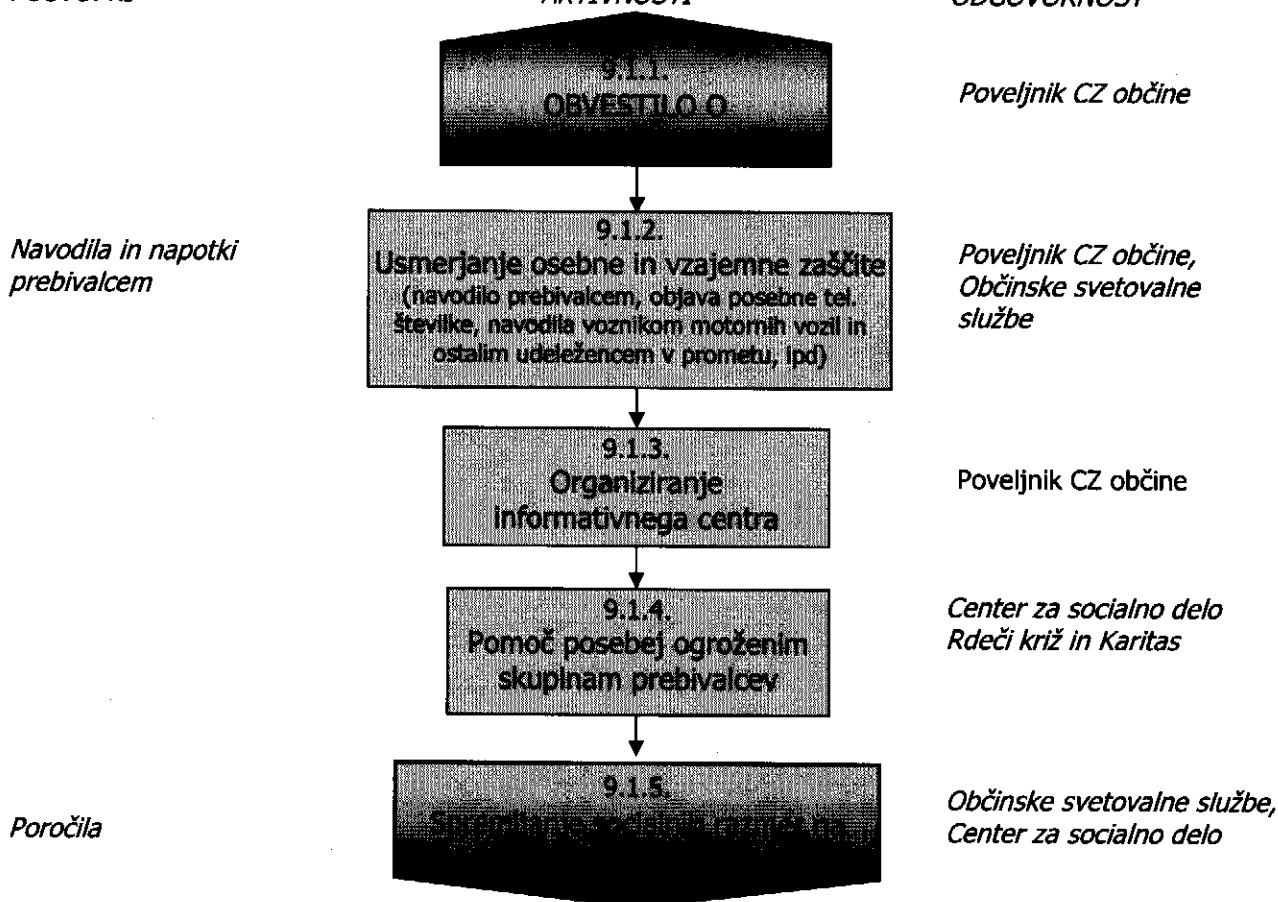 AKTIVNOSTI
ODGOVORNOST
9.1.1.
OBVESTILO O
Poveljnik CZ občine
Navodila in napotki
prebivalcem
9.1.2.
Usmerjanje osebne in vzajemne zaščite
(navodilo prebivalcem, objava posebne tel.
številke, navodila voznikom motornih vozil in
ostalim udeležencem v prometu, ipd)
Poveljnik CZ občine,
Občinske svetovalne
službe
9.1.3.
Organiziranje
informativnega centra
Poveljnik CZ občine
9.1.4.
Pomoč posebej ogroženim
skupinam prebivalcev
Center za socialno delo
Rdeči križ in Karitas
Poročila
9.1.5.
Občinske svetovalne službe,
Center za socialno delo